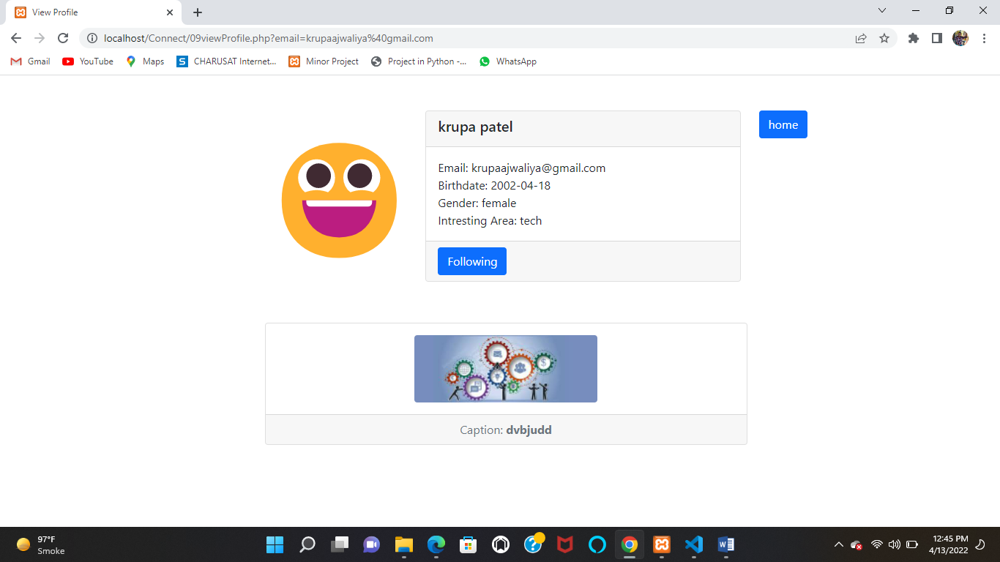 View Profile
localhost/Connect/09viewProfile.php?email=krupaajwaliya%40gmail.com
Gmail YouTube Maps CHARUSAT Internet... Minor Project Project in Python -... WhatsApp
krupa patel
home
Email: krupaajwaliya@gmail.com
Birthdate: 2002-04-18
Gender: female
Intresting Area: tech
Following
Caption: dvbjudd
97°F
Smoke
12:45 PM
4/13/2022